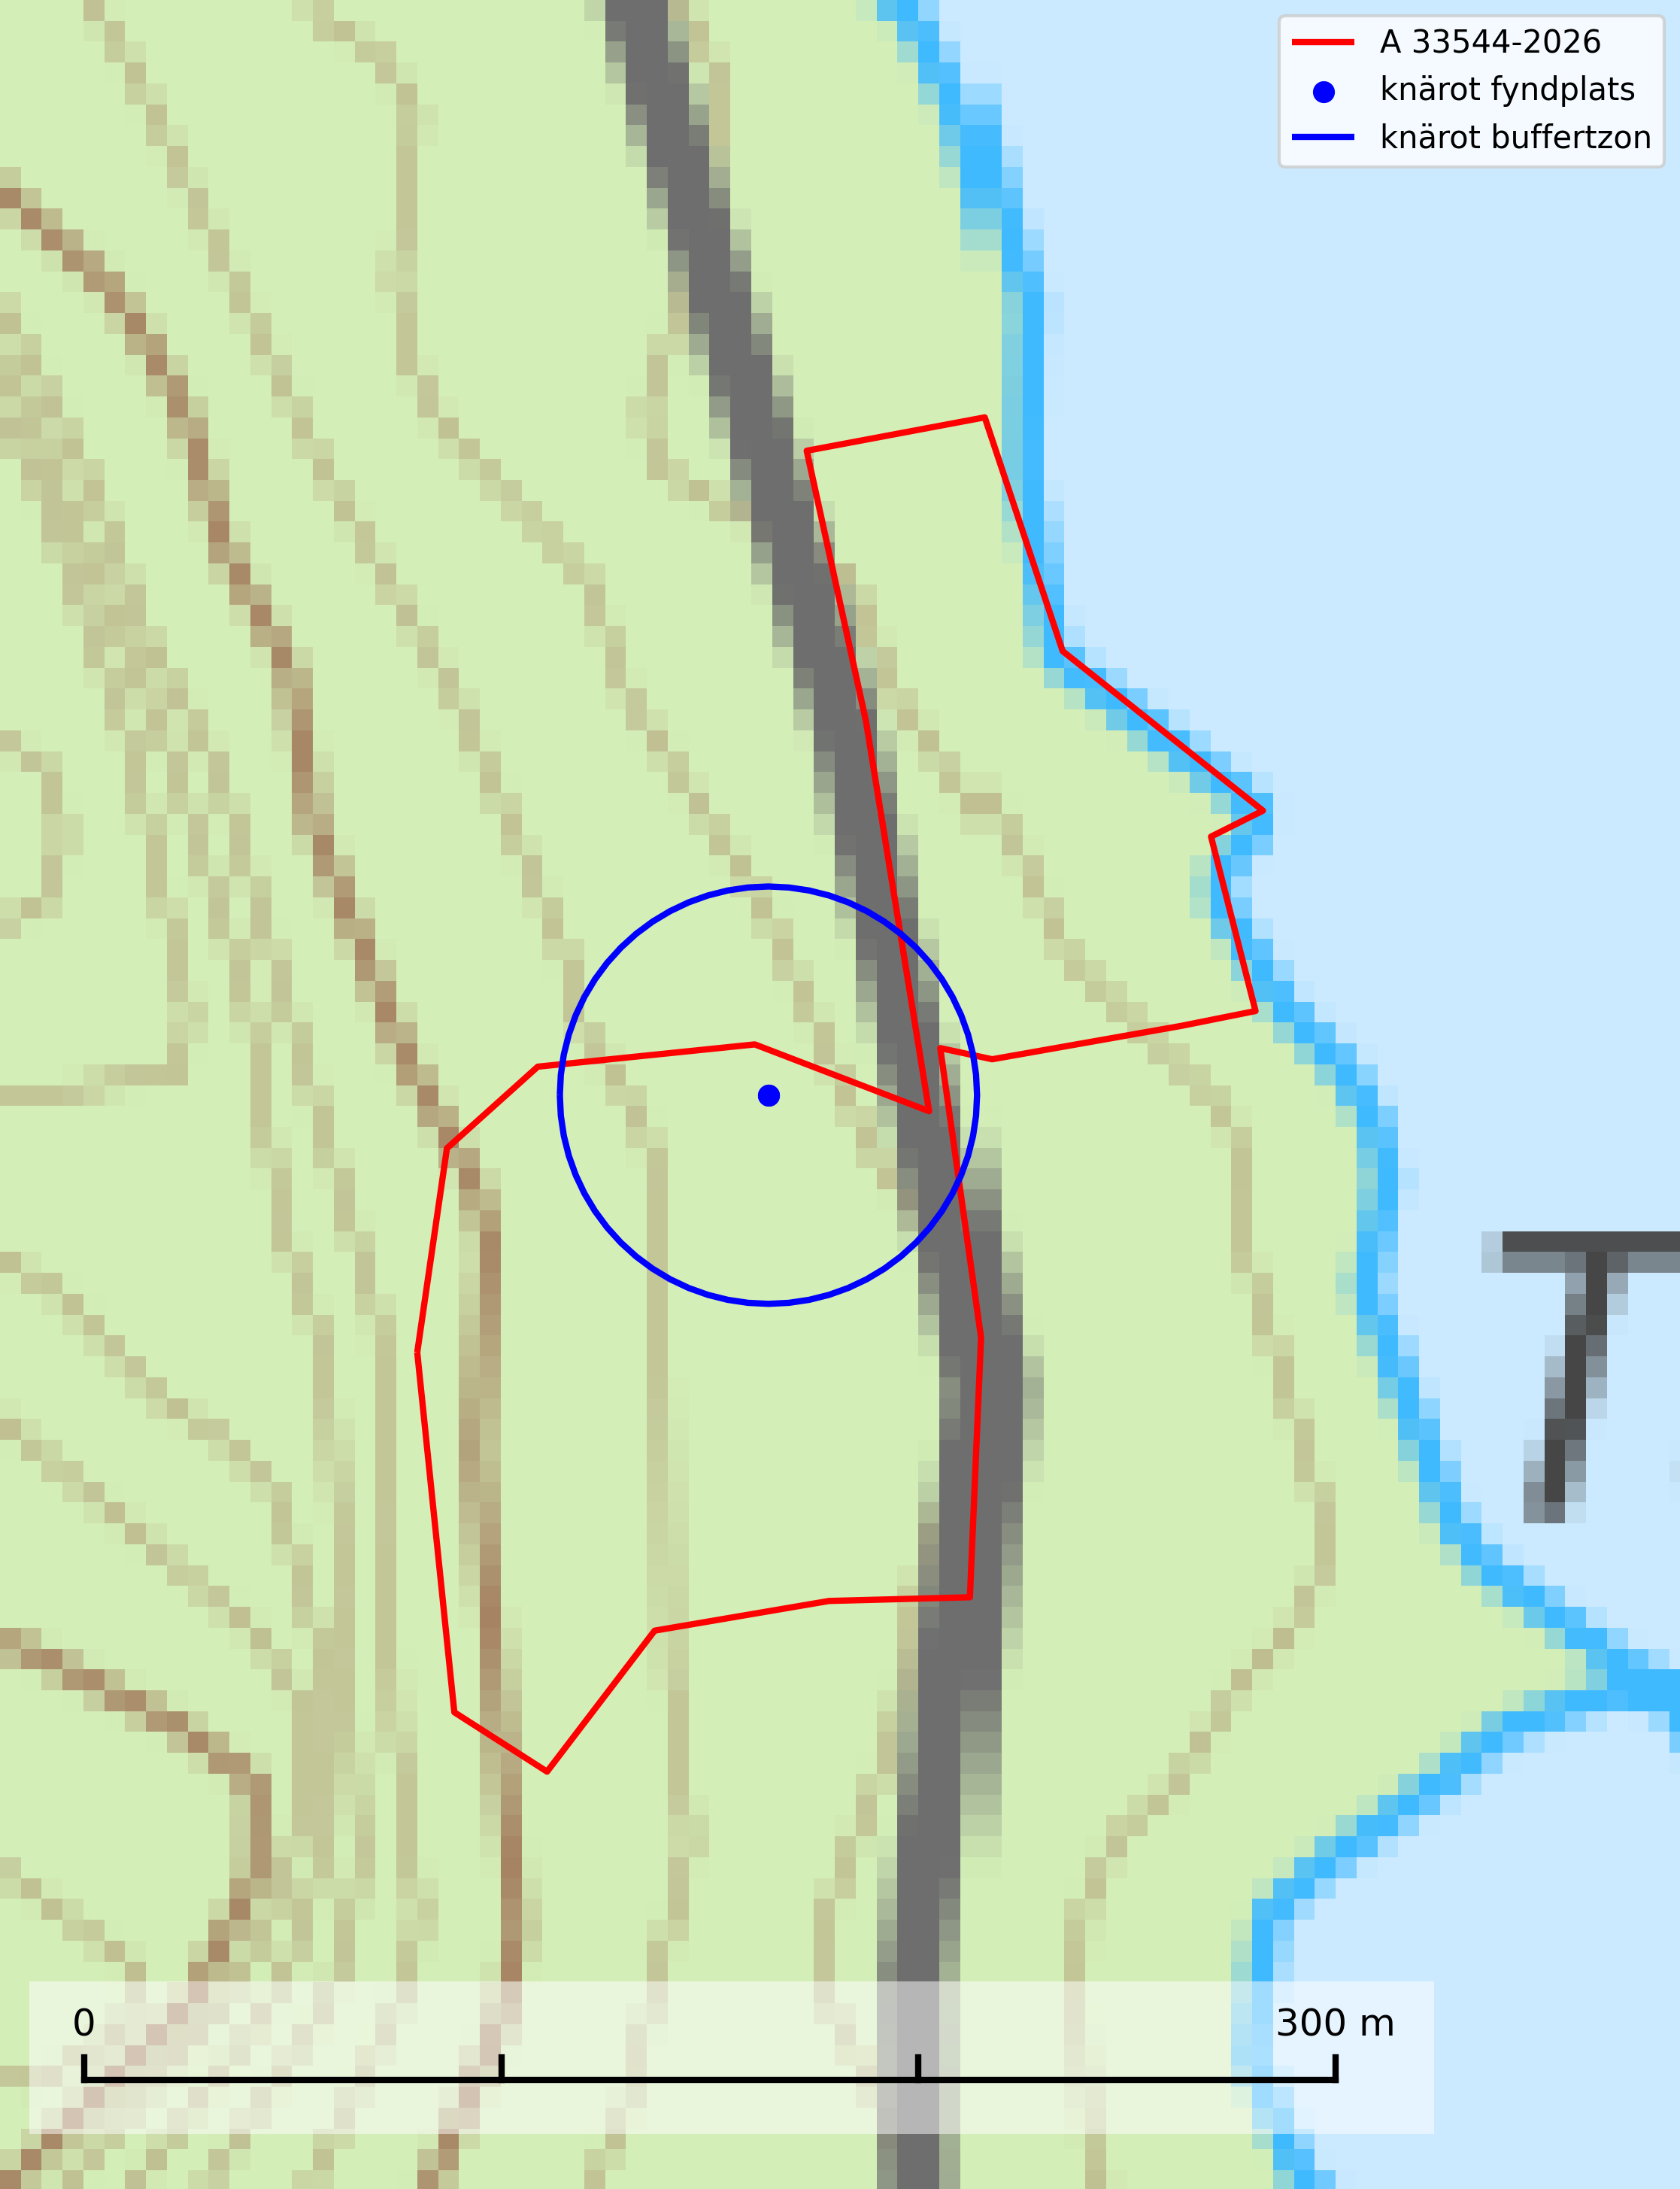 A 33544-2026
knärot fyndplats
knärot buffertzon
0
300 m